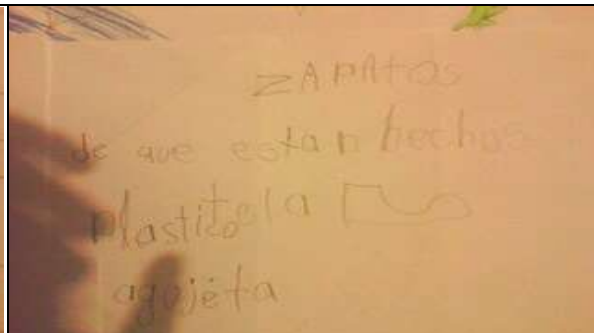 ZAPAtOS
de que estan hechos
Plastico tela
agujeta